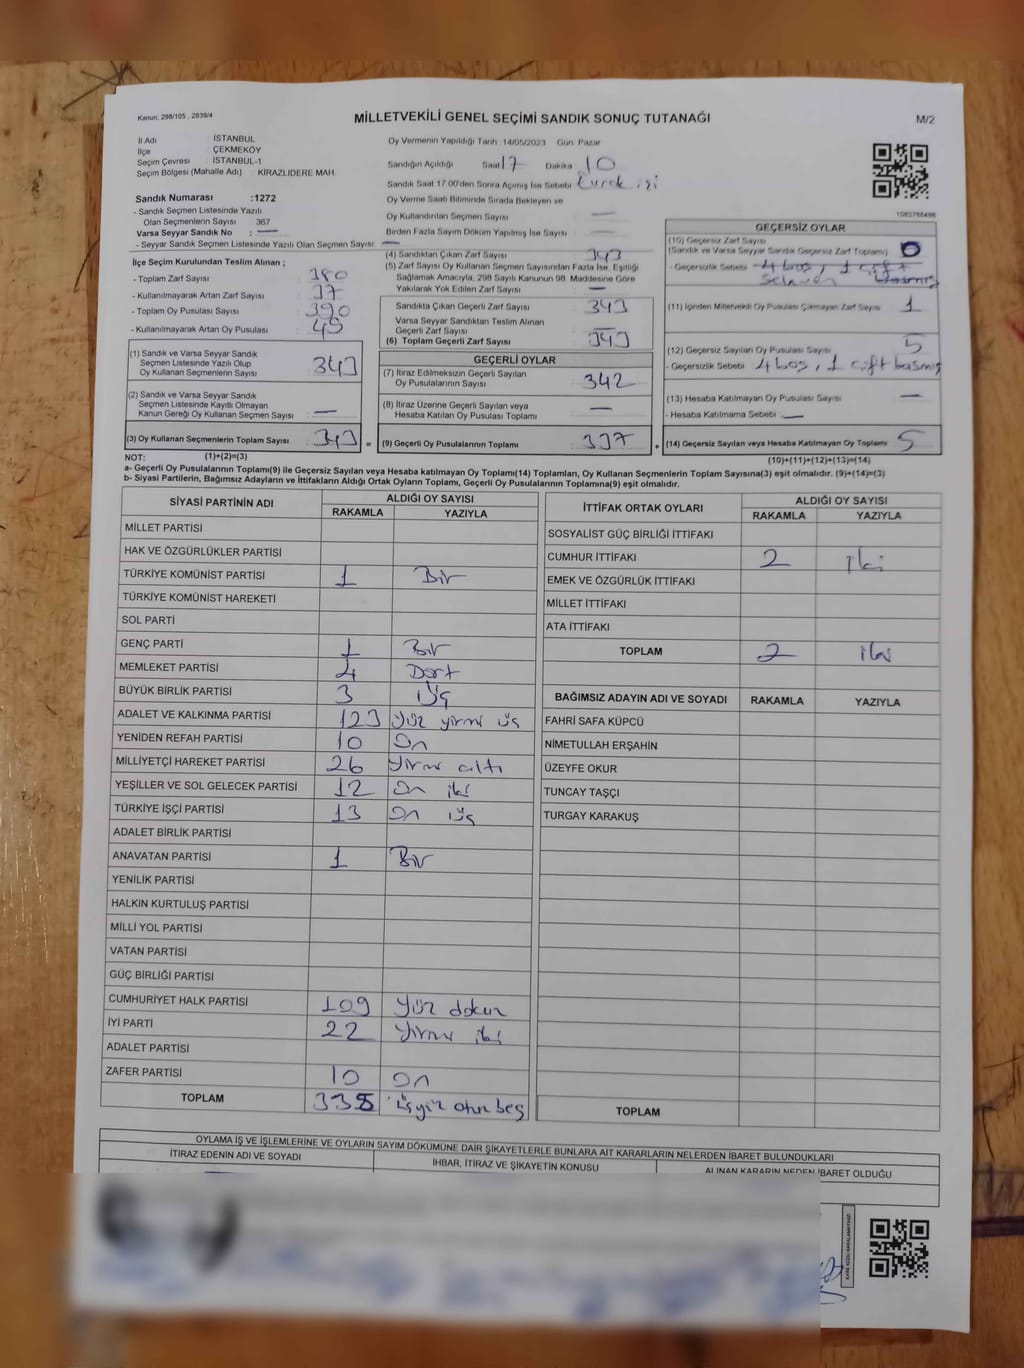 Kanun, 298/105 , 2839/4
MİLLETVEKİLİ GENEL SEÇİMİ SANDIK SONUÇ TUTANAĞI
M/2
İl Adı İSTANBUL
İlçe ÇEKMEKÖY
Seçim Çevresi İSTANBUL-1
Seçim Bölgesi (Mahalle Adı) : KİRAZLIDERE MAH.
Oy Vermenin Yapıldığı Tarih 14/05/2023 Gün Pazar
Sandığın Açıldığı Saat 17 Dakika 10
Sandık Saat 17:00'den Sonra Açılmış İse Sebebi
Oy Verme Saati Bitiminde Sırada Bekleyen ve
Oy Kullandırılan Seçmen Sayısı —
Birden Fazla Sayım Döküm Yapılmış İse Sayısı —
1083766486
Sandık Numarası :1272
- Sandık Seçmen Listesinde Yazılı
Olan Seçmenlerin Sayısı 367
Varsa Seyyar Sandık No : —
- Seyyar Sandık Seçmen Listesinde Yazılı Olan Seçmen Sayısı —
İlçe Seçim Kurulundan Teslim Alınan ;
- Toplam Zarf Sayısı
- Kullanılmayarak Artan Zarf Sayısı 37
- Toplam Oy Pusulası Sayısı 390
- Kullanılmayarak Artan Oy Pusulası
(1) Sandık ve Varsa Seyyar Sandık
Seçmen Listesinde Yazılı Olup
Oy Kullanan Seçmenlerin Sayısı 343
(2) Sandık ve Varsa Seyyar Sandık
Seçmen Listesinde Kayıtlı Olmayan
Kanun Gereği Oy Kullanan Seçmen Sayısı —
(3) Oy Kullanan Seçmenlerin Toplam Sayısı 343 =
(4) Sandıktan Çıkan Zarf Sayısı 343
(5) Zarf Sayısı Oy Kullanan Seçmen Sayısından Fazla İse, Eşitliği
Sağlamak Amacıyla, 298 Sayılı Kanunun 98. Maddesine Göre
Yakılarak Yok Edilen Zarf Sayısı —
Sandıkta Çıkan Geçerli Zarf Sayısı 343
Varsa Seyyar Sandıktan Teslim Alınan
Geçerli Zarf Sayısı —
(6) Toplam Geçerli Zarf Sayısı 343
GEÇERLİ OYLAR
(7) İtiraz Edilmeksizin Geçerli Sayılan
Oy Pusulalarının Sayısı 342
(8) İtiraz Üzerine Geçerli Sayılan veya
Hesaba Katılan Oy Pusulası Toplamı —
(9) Geçerli Oy Pusulalarının Toplamı 337 +
GEÇERSİZ OYLAR
(10) Geçersiz Zarf Sayısı
(Sandık ve Varsa Seyyar Sandık Geçersiz Zarf Toplamı) 0
- Geçersizlik Sebebi 4 boş, 1 çift
basmış
(11) İçinden Milletvekili Oy Pusulası Çıkmayan Zarf Sayısı 1
(12) Geçersiz Sayılan Oy Pusulası Sayısı 5
- Geçersizlik Sebebi 4 boş, 1 çift basmış
(13) Hesaba Katılmayan Oy Pusulası Sayısı —
- Hesaba Katılmama Sebebi —
(14) Geçersiz Sayılan veya Hesaba Katılmayan Oy Toplamı 5
NOT: (1)+(2)=(3)
(10)+(11)+(12)+(13)=(14)
a- Geçerli Oy Pusulalarının Toplamı(9) ile Geçersiz Sayılan veya Hesaba katılmayan Oy Toplamı(14) Toplamları, Oy Kullanan Seçmenlerin Toplam Sayısına(3) eşit olmalıdır. (9)+(14)=(3)
b- Siyasi Partilerin, Bağımsız Adayların ve İttifakların Aldığı Ortak Oyların Toplamı, Geçerli Oy Pusulalarının Toplamına(9) eşit olmalıdır.
SİYASİ PARTİNİN ADI ALDIĞI OY SAYISI
RAKAMLA YAZIYLA
MİLLET PARTİSİ
HAK VE ÖZGÜRLÜKLER PARTİSİ
TÜRKİYE KOMÜNİST PARTİSİ 1 Bir
TÜRKİYE KOMÜNİST HAREKETİ
SOL PARTİ
GENÇ PARTİ 1 Bir
MEMLEKET PARTİSİ 4 Dört
BÜYÜK BİRLİK PARTİSİ 3 Üç
ADALET VE KALKINMA PARTİSİ 123 yüz yirmi üç
YENİDEN REFAH PARTİSİ 10 On
MİLLİYETÇİ HAREKET PARTİSİ 26 Yirmi altı
YEŞİLLER VE SOL GELECEK PARTİSİ 12 On iki
TÜRKİYE İŞÇİ PARTİSİ 13 On üç
ADALET BİRLİK PARTİSİ
ANAVATAN PARTİSİ 1 Bir
YENİLİK PARTİSİ
HALKIN KURTULUŞ PARTİSİ
MİLLİ YOL PARTİSİ
VATAN PARTİSİ
GÜÇ BİRLİĞİ PARTİSİ
CUMHURİYET HALK PARTİSİ 109 Yüz dokuz
İYİ PARTİ 22 Yirmi iki
ADALET PARTİSİ
ZAFER PARTİSİ 10 On
TOPLAM 335 Üçyüz otuz beş
İTTİFAK ORTAK OYLARI ALDIĞI OY SAYISI
RAKAMLA YAZIYLA
SOSYALİST GÜÇ BİRLİĞİ İTTİFAKI
CUMHUR İTTİFAKI 2 İki
EMEK VE ÖZGÜRLÜK İTTİFAKI
MİLLET İTTİFAKI
ATA İTTİFAKI
TOPLAM 2 iki
BAĞIMSIZ ADAYIN ADI VE SOYADI RAKAMLA YAZIYLA
FAHRİ SAFA KÜPCÜ
NİMETULLAH ERŞAHİN
ÜZEYFE OKUR
TUNCAY TAŞÇI
TURGAY KARAKUŞ
TOPLAM
OYLAMA İŞ VE İŞLEMLERİNE VE OYLARIN SAYIM DÖKÜMÜNE DAİR ŞİKAYETLERLE BUNLARA AİT KARARLARIN NELERDEN İBARET BULUNDUKLARI
İTİRAZ EDENİN ADI VE SOYADI İHBAR, İTİRAZ VE ŞİKAYETİN KONUSU ALINAN KARARIN NEDEN İBARET OLDUĞU
KARE KODU KARALAMAYINIZ!